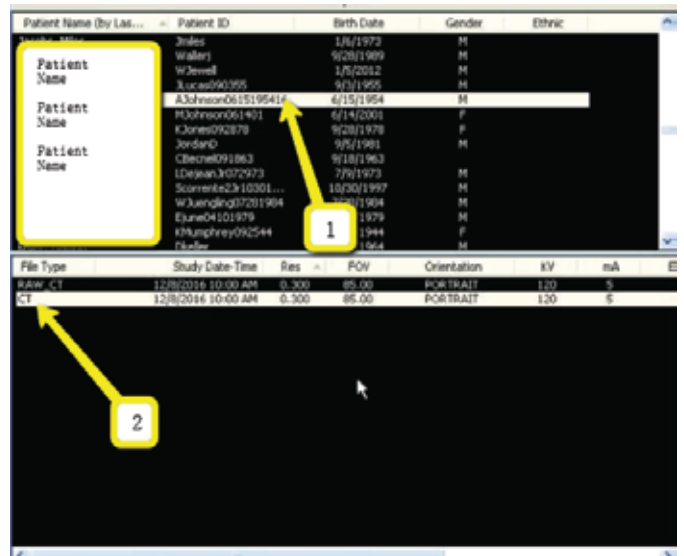 Patient Name (by Las... Patient ID Birth Date Gender Ethnic
Jmiles 1/6/1973 M
Wallerj 9/28/1989 M
WJewell 1/5/2012 M
JLucas090355 9/3/1955 M
AJohnson0615195416 6/15/1954 M
MJohnson061401 6/14/2001 F
KJones092878 9/28/1978 F
JordanD 9/5/1981 M
CBecnel091863 9/18/1963
LDejeanJr072973 7/9/1973 M
Scorrente23r10301... 10/30/1997 M
WJuengling07281984 M
Ejune04101979 1979 M
KMumphrey092544 1944 F
Dkeller 1964 M
Patient
Name
Patient
Name
Patient
Name
1
File Type Study Date-Time Res FOV Orientation KV mA E
RAW_CT 12/8/2016 10:00 AM 0.300 85.00 PORTRAIT 120 5
CT 12/8/2016 10:00 AM 0.300 85.00 PORTRAIT 120 5
2